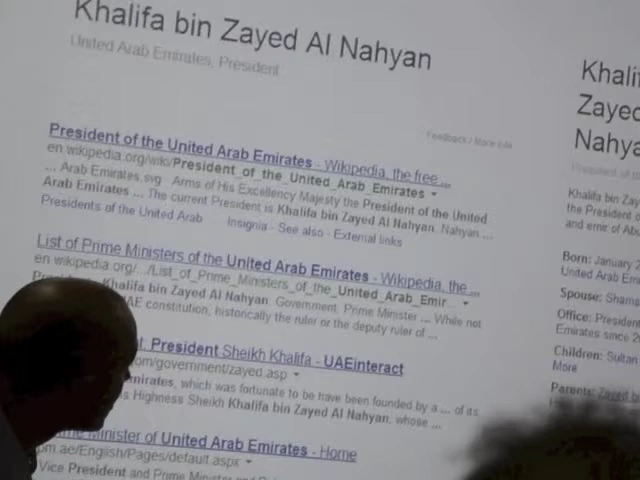 Khalifa bin Zayed Al Nahyan
United Arab Emirates, President
Feedback / More info
President of the United Arab Emirates - Wikipedia, the free ...
en.wikipedia.org/wiki/President_of_the_United_Arab_Emirates
... Arab Emirates.svg Arms of His Excellency Majesty the President of the United
Arab Emirates ... The current President is Khalifa bin Zayed Al Nahyan. Nahyan ...
Presidents of the United Arab Insignia - See also - External links
List of Prime Ministers of the United Arab Emirates - Wikipedia, the ...
en.wikipedia.org/.../List_of_Prime_Ministers_of_the_United_Arab_Emir...
Khalifa bin Zayed Al Nahyan. Government, Prime Minister ... While not
UAE constitution, historically the ruler or the deputy ruler of ...
President Sheikh Khalifa - UAEinteract
om/government/zayed.asp
mirates, which was fortunate to have been founded by a ... of its
s Highness Sheikh Khalifa bin Zayed Al Nahyan, whose ...
Minister of United Arab Emirates - Home
pm.ae/English/Pages/default.aspx
Vice President and Prime Minister
Khalif
Zayed
Nahya
President of
Khalifa bin Zay
the President
and emir of Abu
Born: January 2
United Arab Em
Spouse: Sham
Office: President
Emirates since 2
Children: Sultan
More
Parents: Zayed b